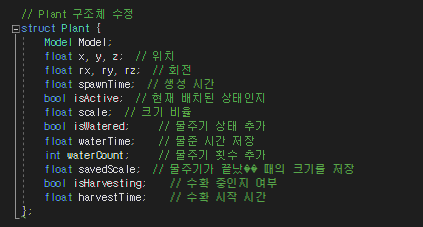 // Plant 구조체 수정
struct Plant {
Model Model;
float x, y, z; // 위치
float rx, ry, rz; // 회전
float spawnTime; // 생성 시간
bool isActive; // 현재 배치된 상태인지
float scale; // 크기 비율
bool isWatered; // 물주기 상태 추가
float waterTime; // 물준 시간 저장
int waterCount; // 물주기 횟수 추가
float savedScale; // 물주기가 끝났�� 때의 크기를 저장
bool isHarvesting; // 수확 중인지 여부
float harvestTime; // 수확 시작 시간
};